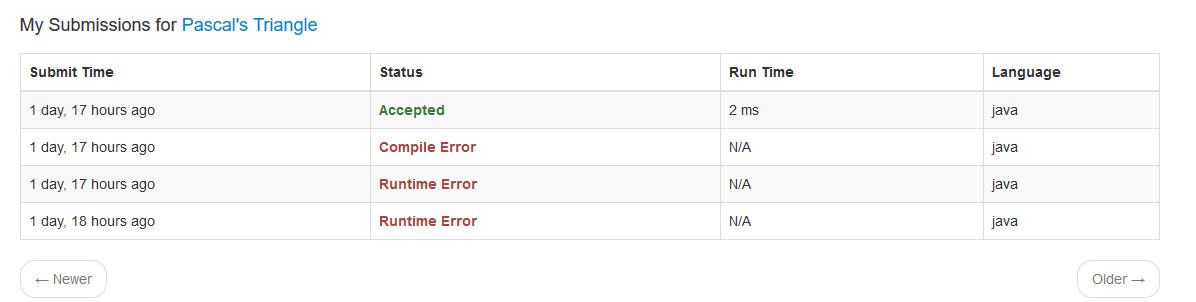 My Submissions for Pascal's Triangle
Submit Time Status Run Time Language
1 day, 17 hours ago Accepted 2 ms java
1 day, 17 hours ago Compile Error N/A java
1 day, 17 hours ago Runtime Error N/A java
1 day, 18 hours ago Runtime Error N/A java
← Newer Older →